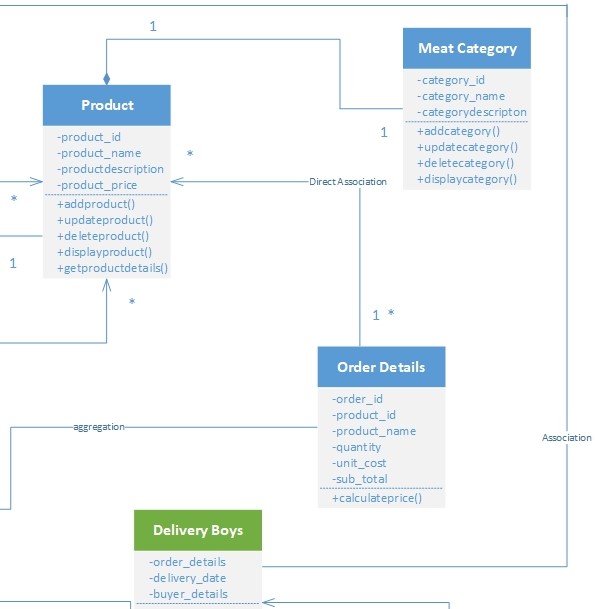 1
Meat Category
-category_id
-category_name
-categorydescripton
+addcategory()
+updatecategory()
+deletecategory()
+displaycategory()
1
Product
-product_id
-product_name
-productdescription
-product_price
+addproduct()
+updateproduct()
+deleteproduct()
+displayproduct()
+getproductdetails()
*
*
1
*
Direct Association
1 *
Order Details
-order_id
-product_id
-product_name
-quantity
-unit_cost
-sub_total
+calculateprice()
aggregation
Association
Delivery Boys
-order_details
-delivery_date
-buyer_details